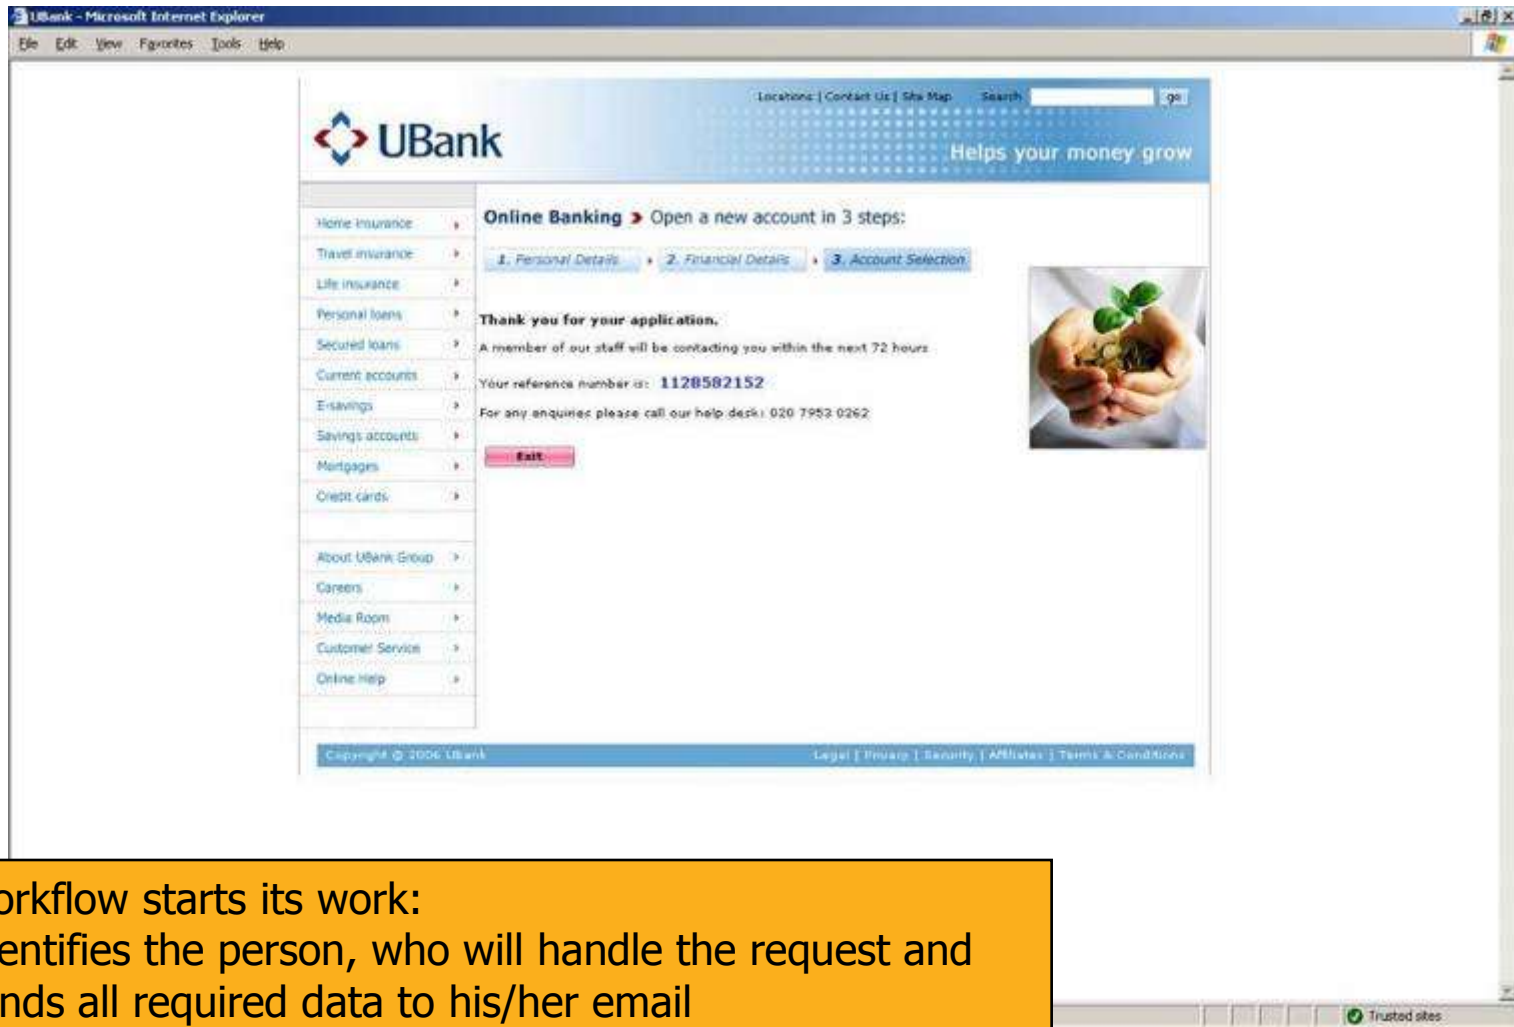 UBank - Microsoft Internet Explorer
File Edit View Favorites Tools Help
Locations | Contact Us | Site Map Search go
UBank
Helps your money grow
Online Banking > Open a new account in 3 steps:
1. Personal Details 2. Financial Details 3. Account Selection
Home insurance
Travel insurance
Life insurance
Personal loans
Secured loans
Current accounts
E-savings
Savings accounts
Mortgages
Credit cards
About UBank Group
Careers
Media Room
Customer Service
Online Help
Thank you for your application.
A member of our staff will be contacting you within the next 72 hours
Your reference number is: 1128582152
For any enquiries please call our help desk: 020 7953 0262
Exit
Copyright @ 2006 UBank Legal | Privacy | Security | Affiliates | Terms & Conditions
orkflow starts its work:
entifies the person, who will handle the request and
nds all required data to his/her email
Trusted sites